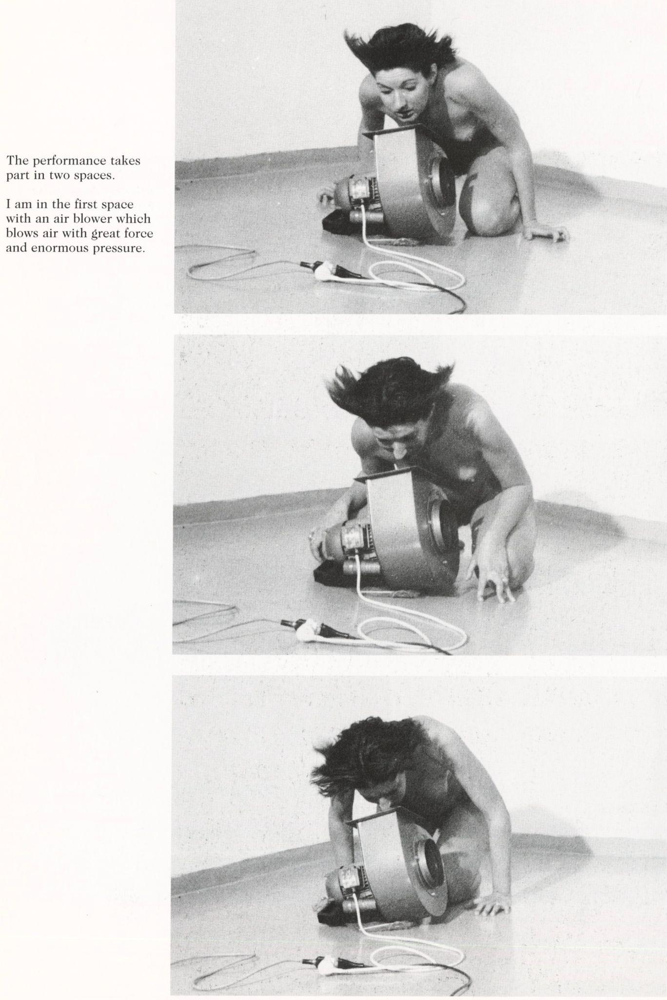 The performance takes
part in two spaces.
I am in the first space
with an air blower which
blows air with great force
and enormous pressure.